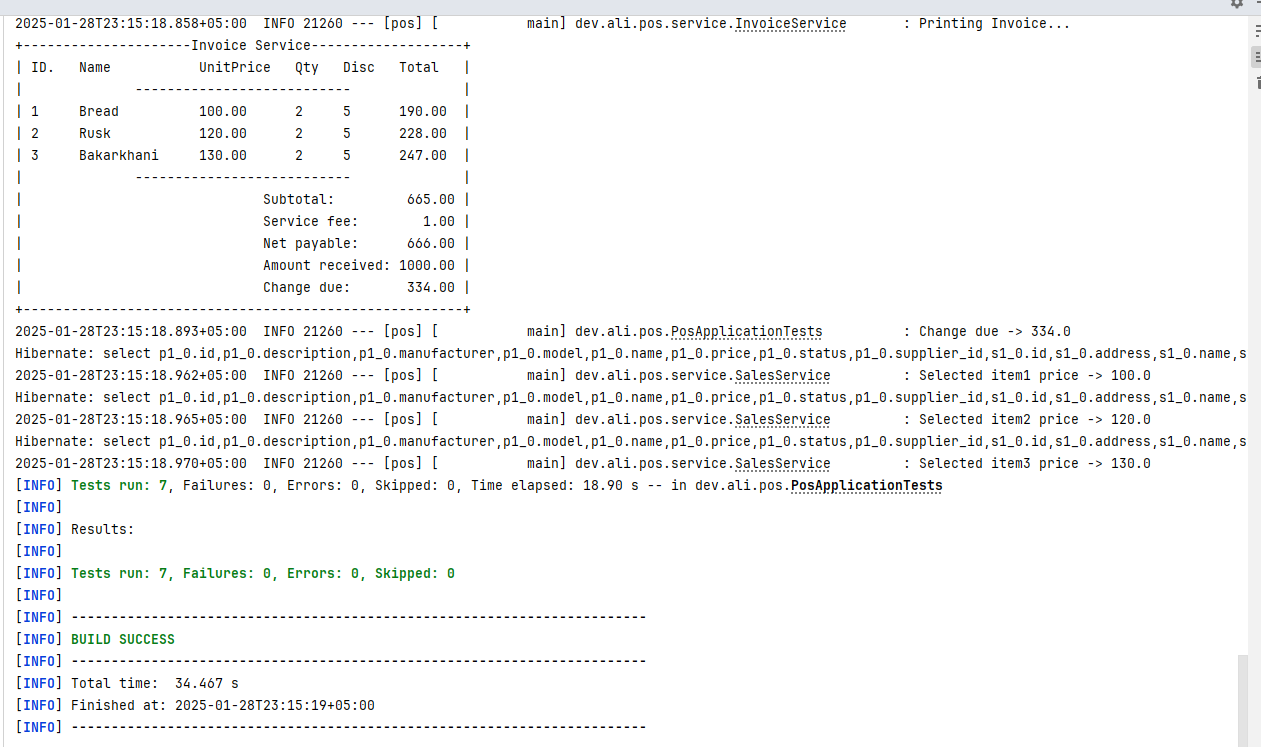 2025-01-28T23:15:18.858+05:00  INFO 21260 --- [pos] [           main] dev.ali.pos.service.InvoiceService       : Printing Invoice...
+---------------------Invoice Service-------------------+
| ID.   Name           UnitPrice   Qty   Disc   Total   |
|              ---------------------------              |
| 1     Bread          100.00      2     5      190.00  |
| 2     Rusk           120.00      2     5      228.00  |
| 3     Bakarkhani     130.00      2     5      247.00  |
|              ---------------------------              |
|                              Subtotal:         665.00 |
|                              Service fee:        1.00 |
|                              Net payable:      666.00 |
|                              Amount received: 1000.00 |
|                              Change due:       334.00 |
+-------------------------------------------------------+
2025-01-28T23:15:18.893+05:00  INFO 21260 --- [pos] [           main] dev.ali.pos.PosApplicationTests          : Change due -> 334.0
Hibernate: select p1_0.id,p1_0.description,p1_0.manufacturer,p1_0.model,p1_0.name,p1_0.price,p1_0.status,p1_0.supplier_id,s1_0.id,s1_0.address,s1_0.name,s
2025-01-28T23:15:18.962+05:00  INFO 21260 --- [pos] [           main] dev.ali.pos.service.SalesService         : Selected item1 price -> 100.0
Hibernate: select p1_0.id,p1_0.description,p1_0.manufacturer,p1_0.model,p1_0.name,p1_0.price,p1_0.status,p1_0.supplier_id,s1_0.id,s1_0.address,s1_0.name,s
2025-01-28T23:15:18.965+05:00  INFO 21260 --- [pos] [           main] dev.ali.pos.service.SalesService         : Selected item2 price -> 120.0
Hibernate: select p1_0.id,p1_0.description,p1_0.manufacturer,p1_0.model,p1_0.name,p1_0.price,p1_0.status,p1_0.supplier_id,s1_0.id,s1_0.address,s1_0.name,s
2025-01-28T23:15:18.970+05:00  INFO 21260 --- [pos] [           main] dev.ali.pos.service.SalesService         : Selected item3 price -> 130.0
[INFO] Tests run: 7, Failures: 0, Errors: 0, Skipped: 0, Time elapsed: 18.90 s -- in dev.ali.pos.PosApplicationTests
[INFO]
[INFO] Results:
[INFO]
[INFO] Tests run: 7, Failures: 0, Errors: 0, Skipped: 0
[INFO]
[INFO] ------------------------------------------------------------------------
[INFO] BUILD SUCCESS
[INFO] ------------------------------------------------------------------------
[INFO] Total time:  34.467 s
[INFO] Finished at: 2025-01-28T23:15:19+05:00
[INFO] ------------------------------------------------------------------------